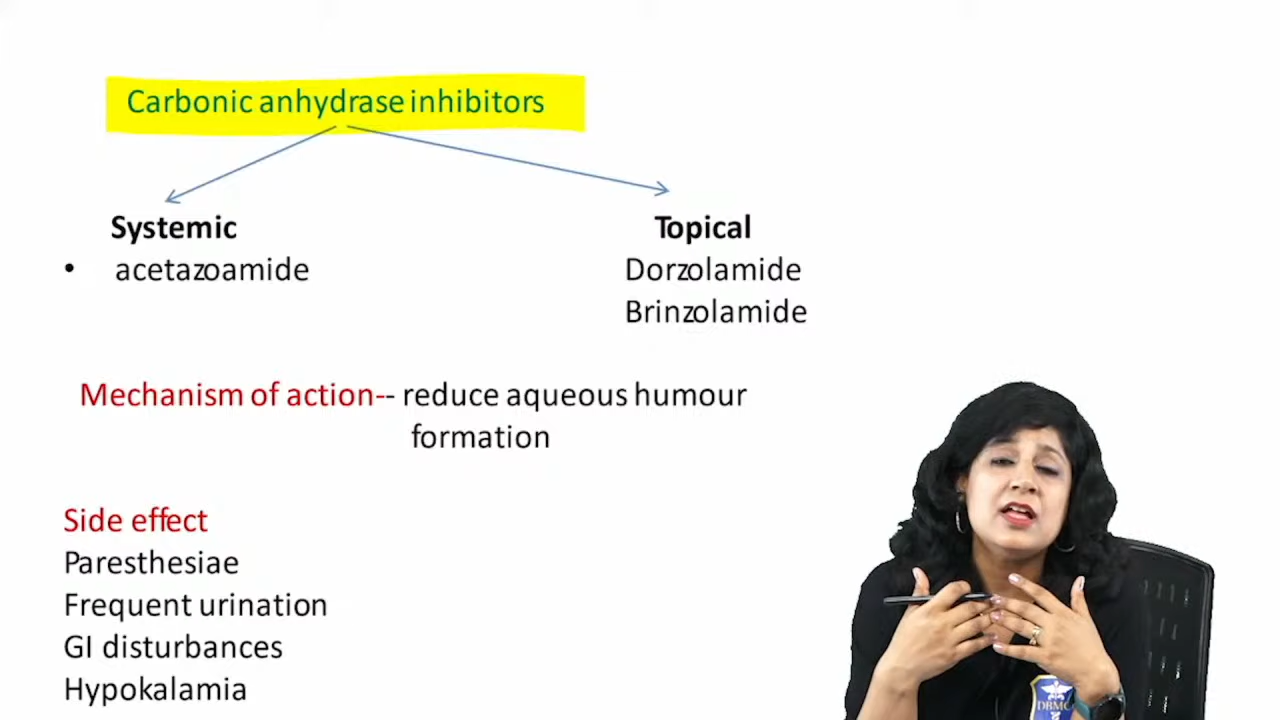 Carbonic anhydrase inhibitors
Systemic
• acetazoamide
Topical
Dorzolamide
Brinzolamide
Mechanism of action-- reduce aqueous humour
formation
Side effect
Paresthesiae
Frequent urination
GI disturbances
Hypokalamia
DBMC